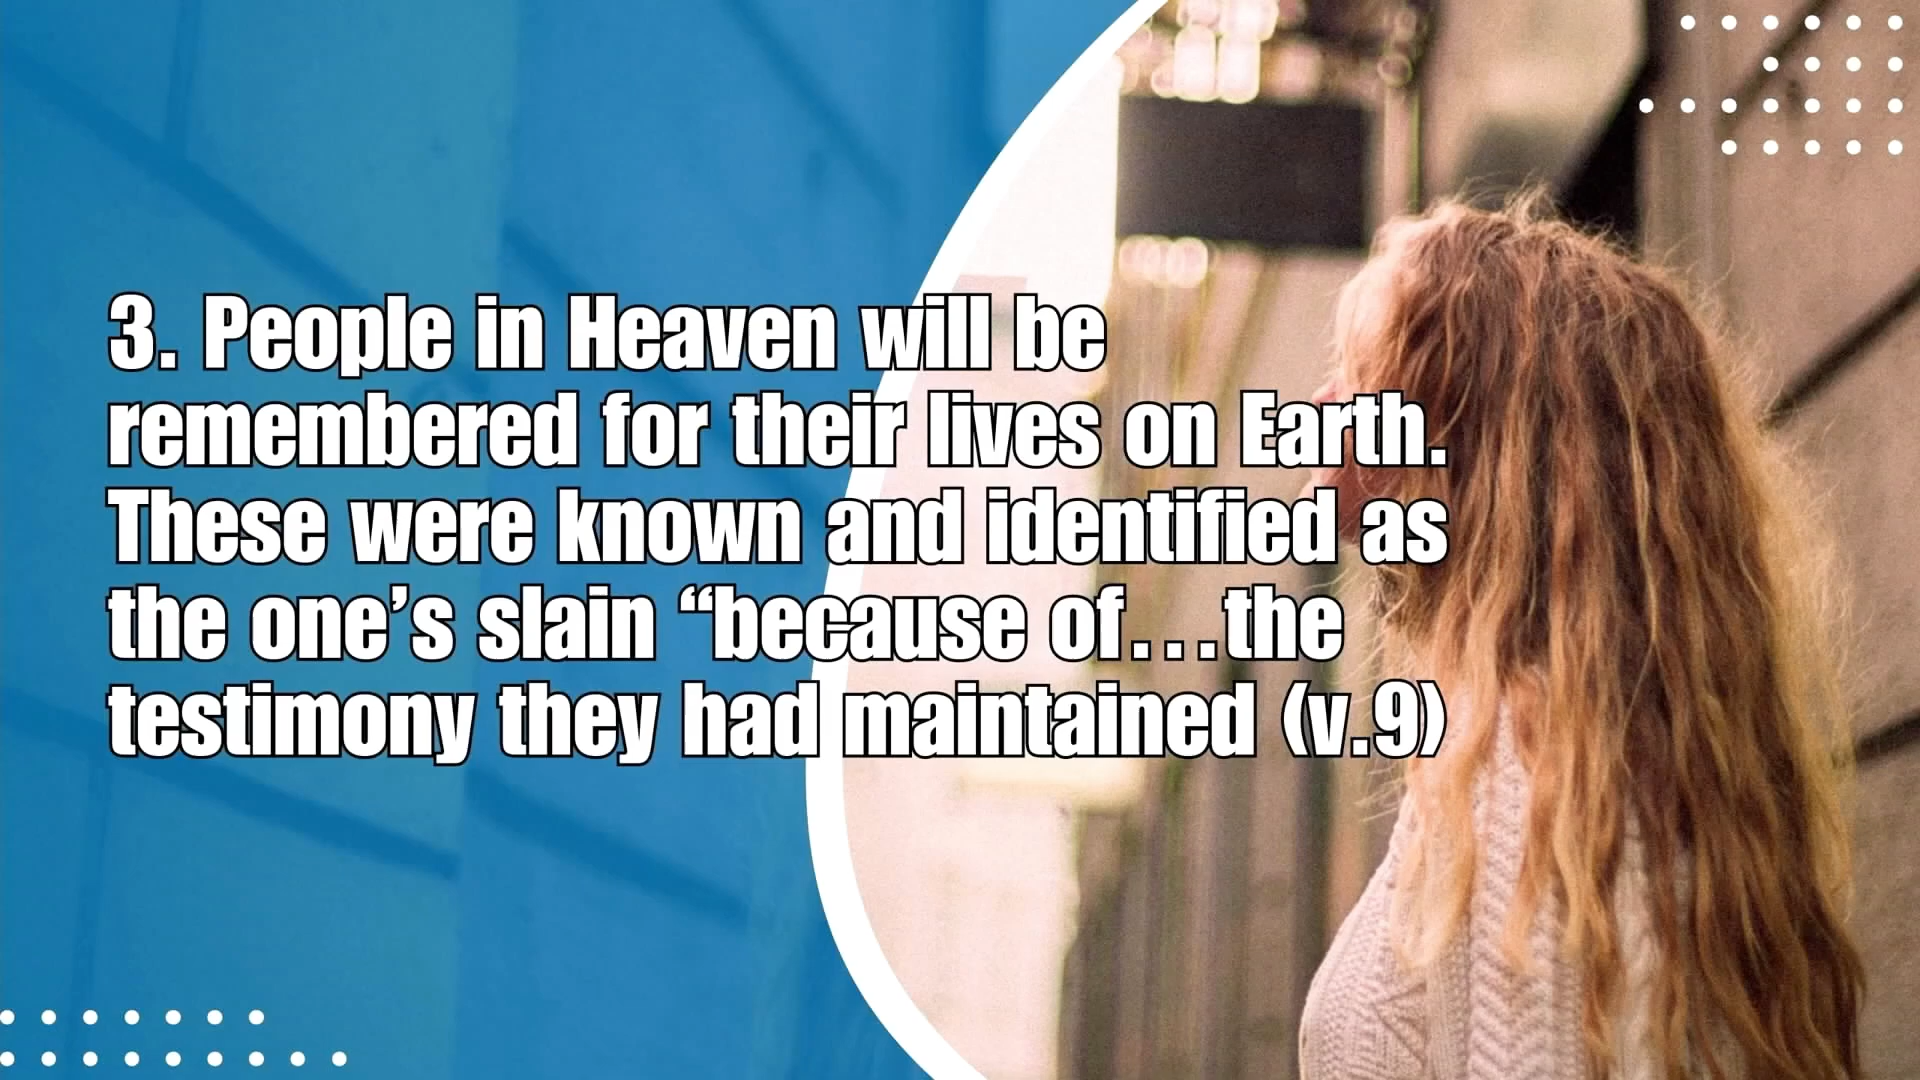 3. People in Heaven will be
remembered for their lives on Earth.
These were known and identified as
the one’s slain “because of...the
testimony they had maintained (v.9)